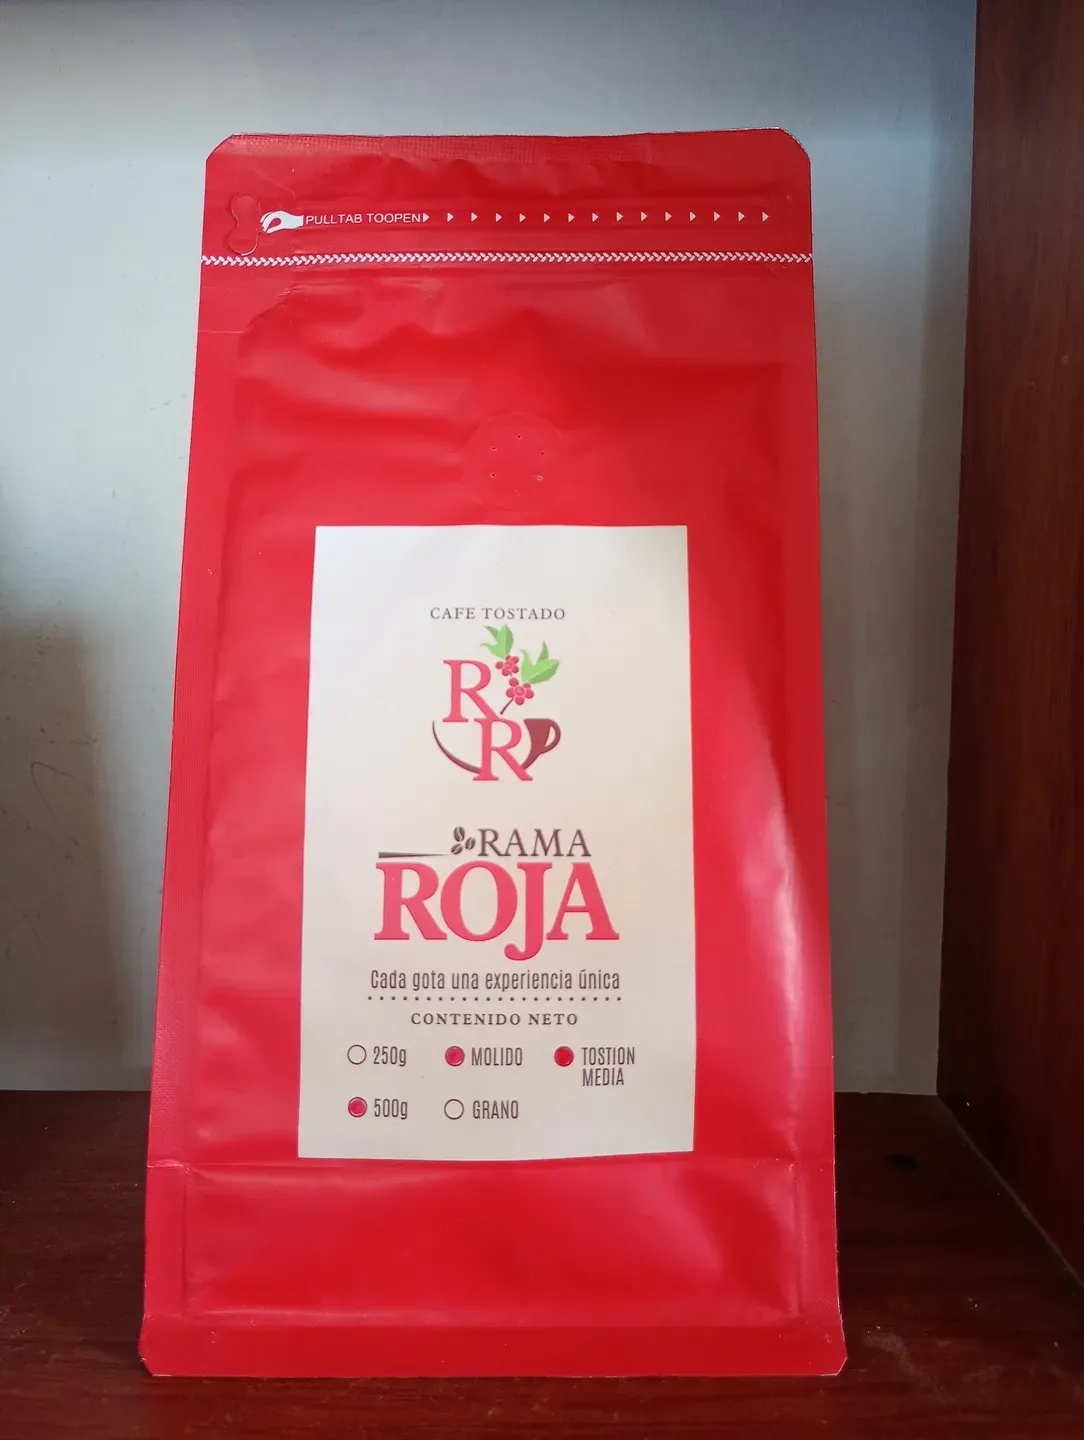 PULLTAB TOOPEN
CAFE TOSTADO
R
R
RAMA
ROJA
Cada gota una experiencia única
CONTENIDO NETO
250g MOLIDO TOSTION
MEDIA
500g GRANO